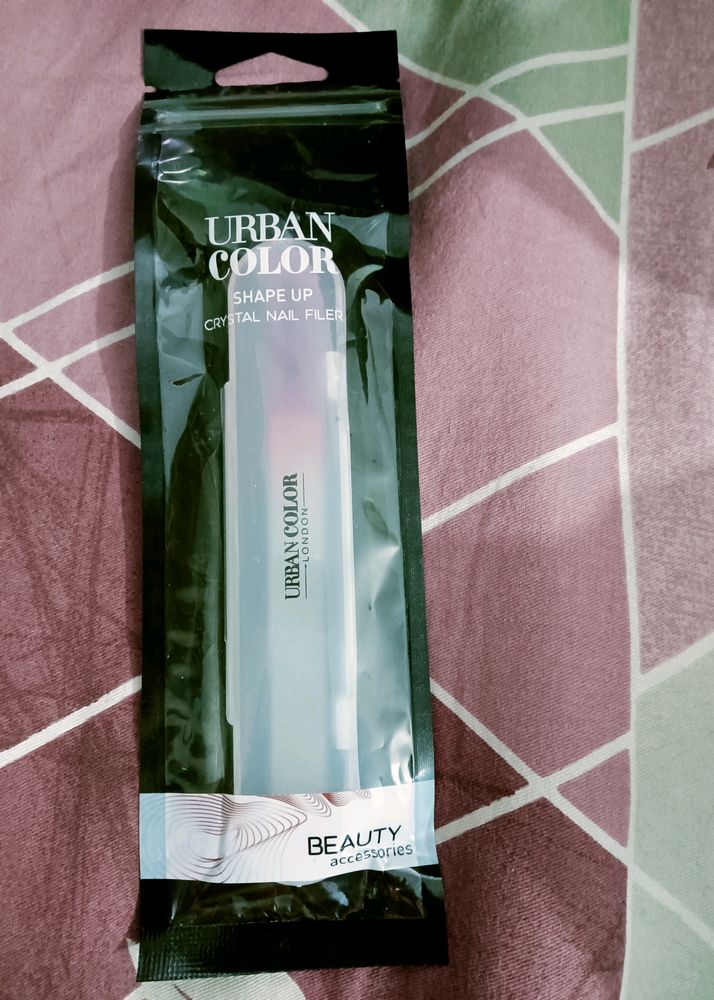 URBAN
COLOR
SHAPE UP
CRYSTAL NAIL FILER
URBAN COLOR
LONDON
BEAUTY
accessories